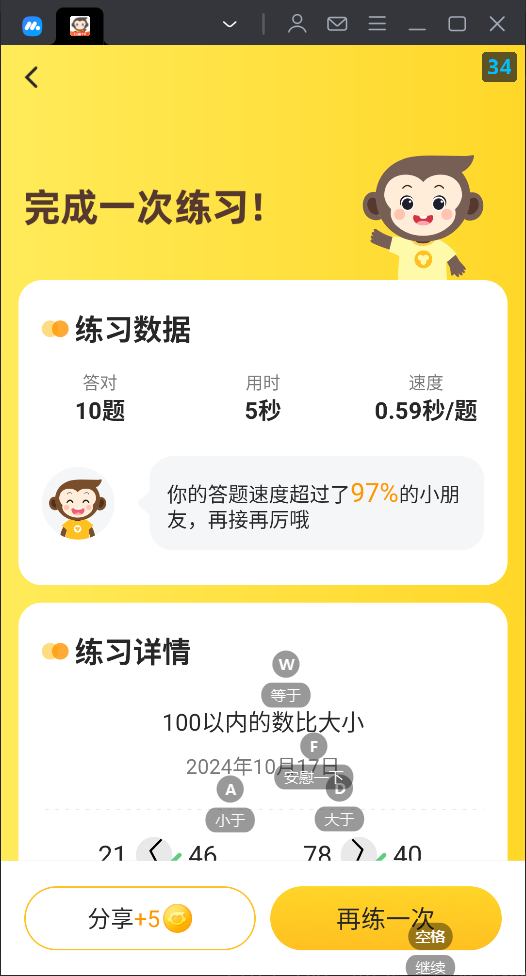 34
完成一次练习!
练习数据
答对 用时 速度
10题 5秒 0.59秒/题
你的答题速度超过了97%的小朋
友，再接再厉哦
练习详情
W
等于
100以内的数比大小
F
2024年10月17日
安慰一下
A D
小于 大于
21 < 46 78 > 40
分享+5 再练一次
空格
继续